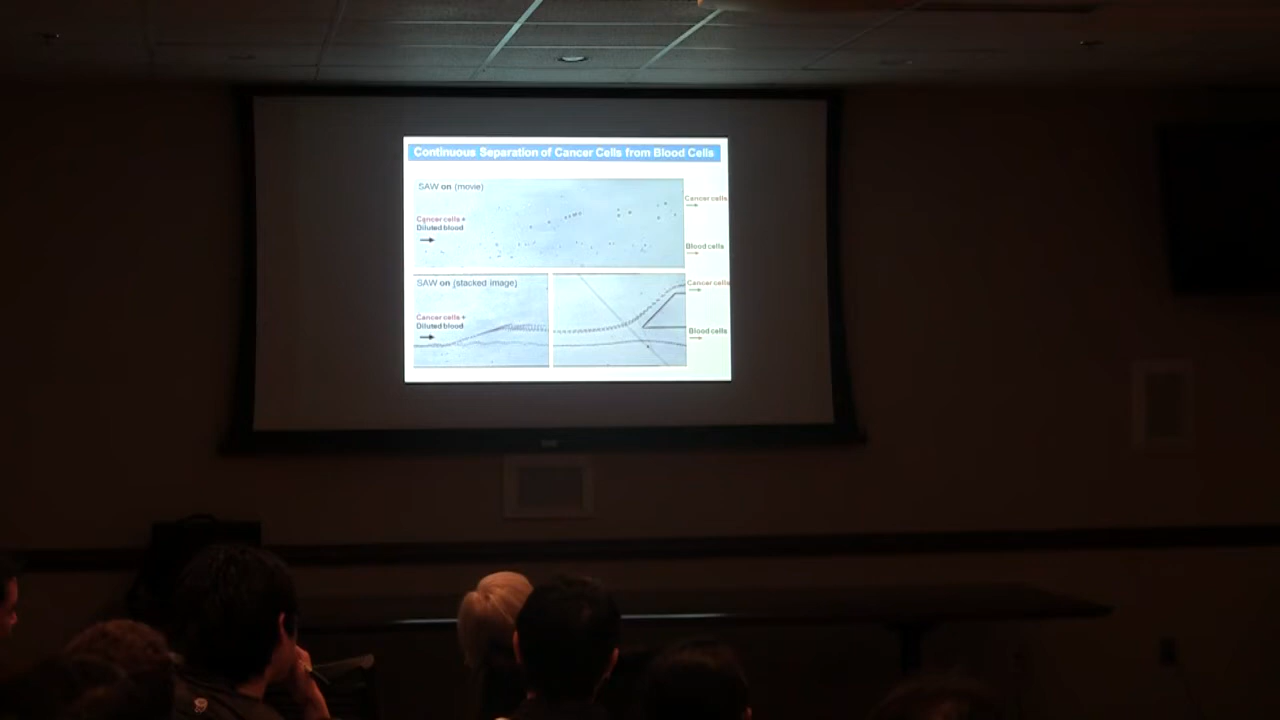 Continuous Separation of Cancer Cells from Blood Cells
SAW on (movie)
Cancer cells +
Diluted blood
Cancer cells
Blood cells
SAW on (stacked image)
Cancer cells +
Diluted blood
Cancer cells
Blood cells